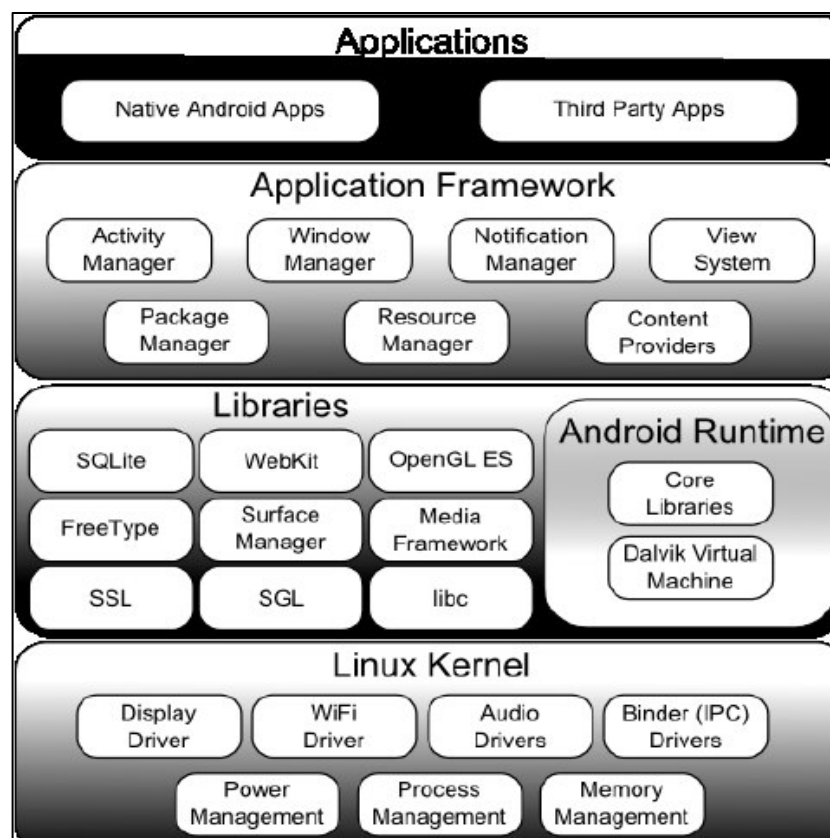 Applications
Native Android Apps
Third Party Apps
Application Framework
Activity
Manager
Window
Manager
Notification
Manager
View
System
Package
Manager
Resource
Manager
Content
Providers
Libraries
SQLite
WebKit
OpenGL ES
FreeType
Surface
Manager
Media
Framework
SSL
SGL
libc
Android Runtime
Core
Libraries
Dalvik Virtual
Machine
Linux Kernel
Display
Driver
WiFi
Driver
Audio
Drivers
Binder (IPC)
Drivers
Power
Management
Process
Management
Memory
Management